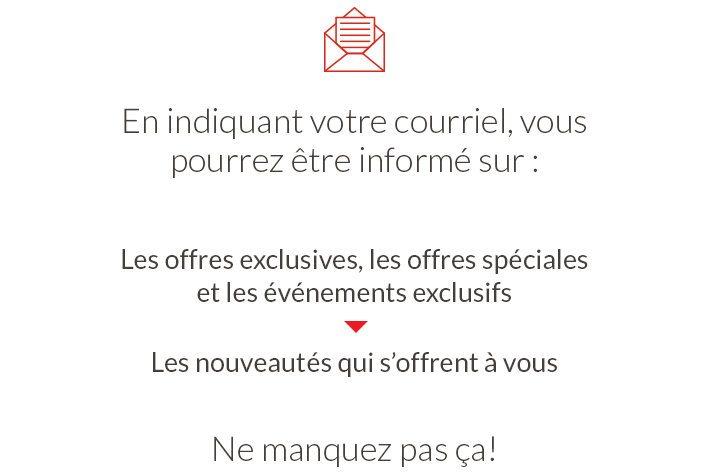 En indiquant votre courriel, vous
pourrez être informé sur :
Les offres exclusives, les offres spéciales
et les événements exclusifs
Les nouveautés qui s’offrent à vous
Ne manquez pas ça!